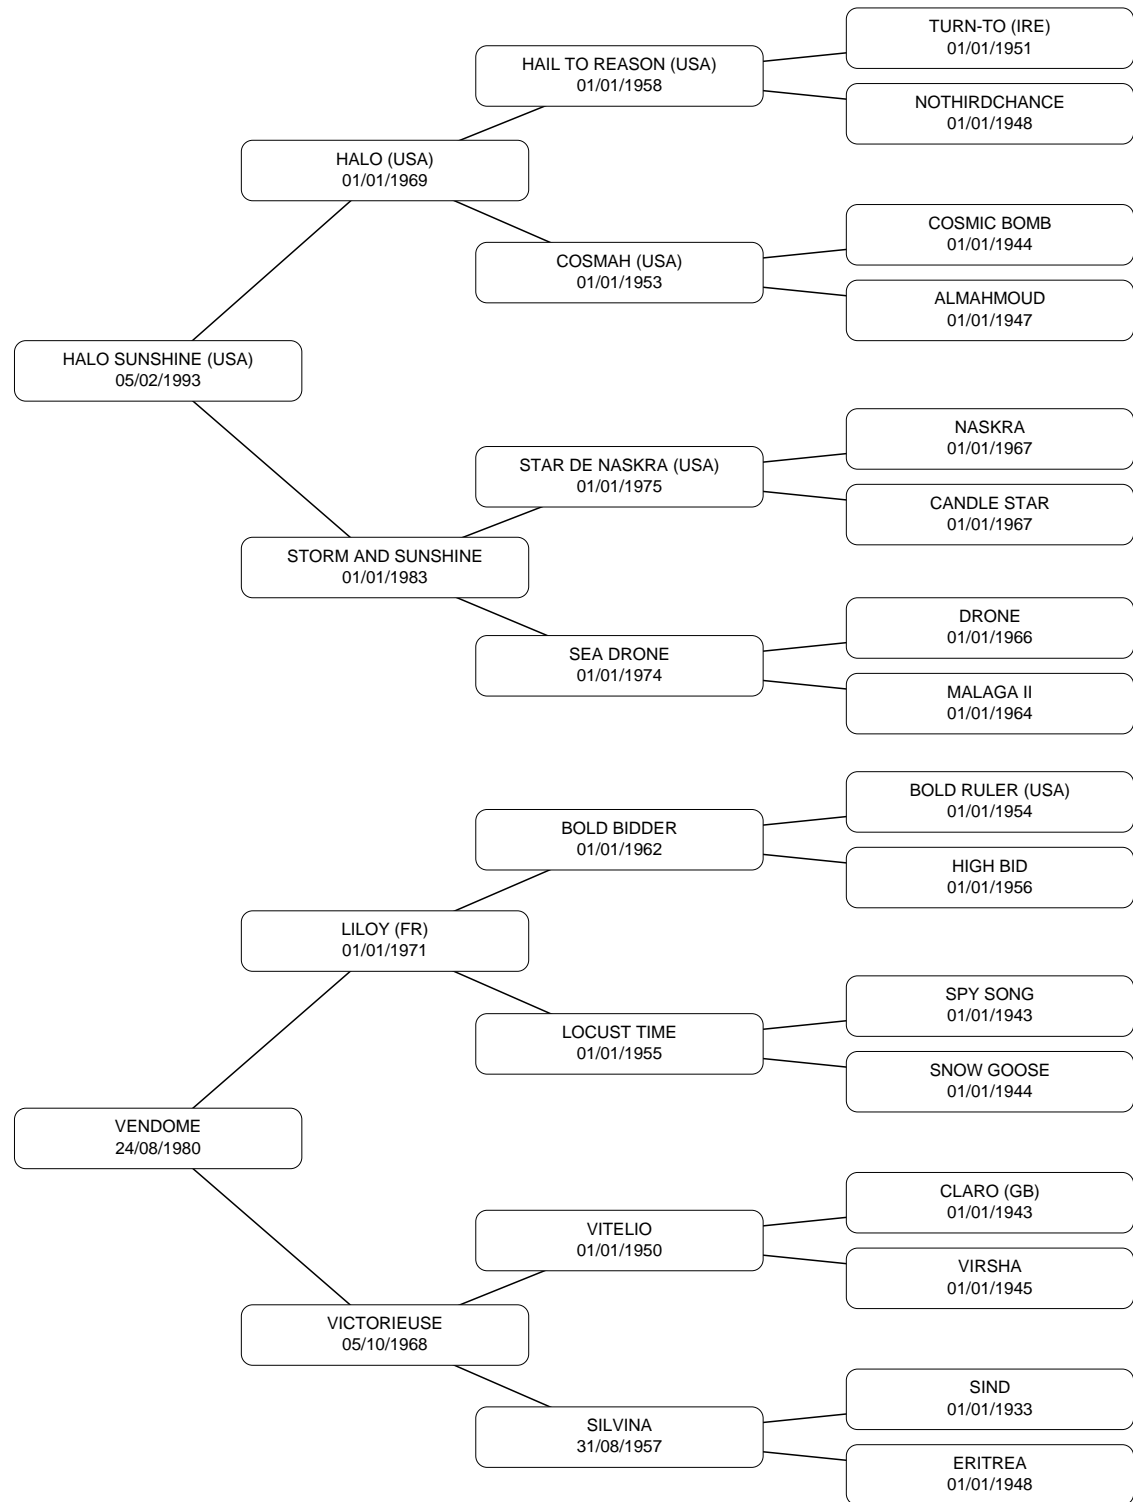 TURN-TO (IRE)
01/01/1951
HAIL TO REASON (USA)
01/01/1958
NOTHIRDCHANCE
01/01/1948
HALO (USA)
01/01/1969
COSMIC BOMB
01/01/1944
COSMAH (USA)
01/01/1953
ALMAHMOUD
01/01/1947
HALO SUNSHINE (USA)
05/02/1993
NASKRA
01/01/1967
STAR DE NASKRA (USA)
01/01/1975
CANDLE STAR
01/01/1967
STORM AND SUNSHINE
01/01/1983
DRONE
01/01/1966
SEA DRONE
01/01/1974
MALAGA II
01/01/1964
BOLD RULER (USA)
01/01/1954
BOLD BIDDER
01/01/1962
HIGH BID
01/01/1956
LILOY (FR)
01/01/1971
SPY SONG
01/01/1943
LOCUST TIME
01/01/1955
SNOW GOOSE
01/01/1944
VENDOME
24/08/1980
CLARO (GB)
01/01/1943
VITELIO
01/01/1950
VIRSHA
01/01/1945
VICTORIEUSE
05/10/1968
SIND
01/01/1933
SILVINA
31/08/1957
ERITREA
01/01/1948